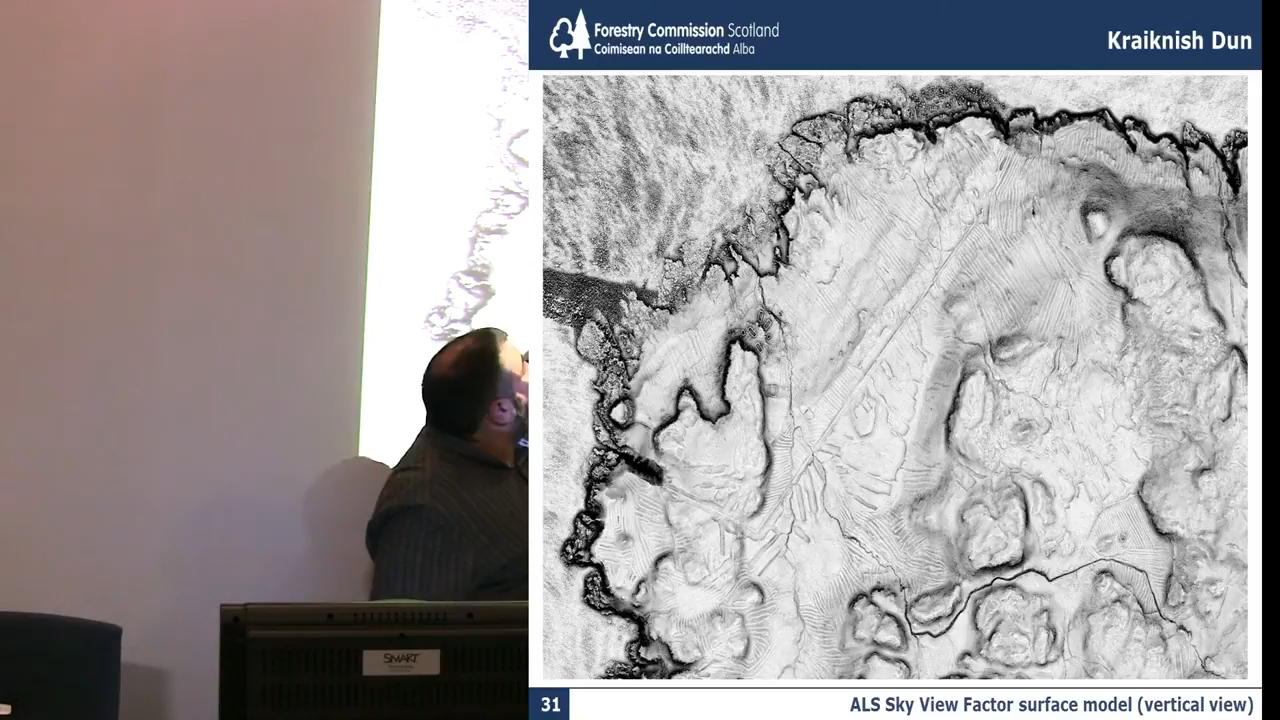 Forestry Commission Scotland
Coimisean na Coilltearachd Alba
Kraiknish Dun
SMART
31
ALS Sky View Factor surface model (vertical view)